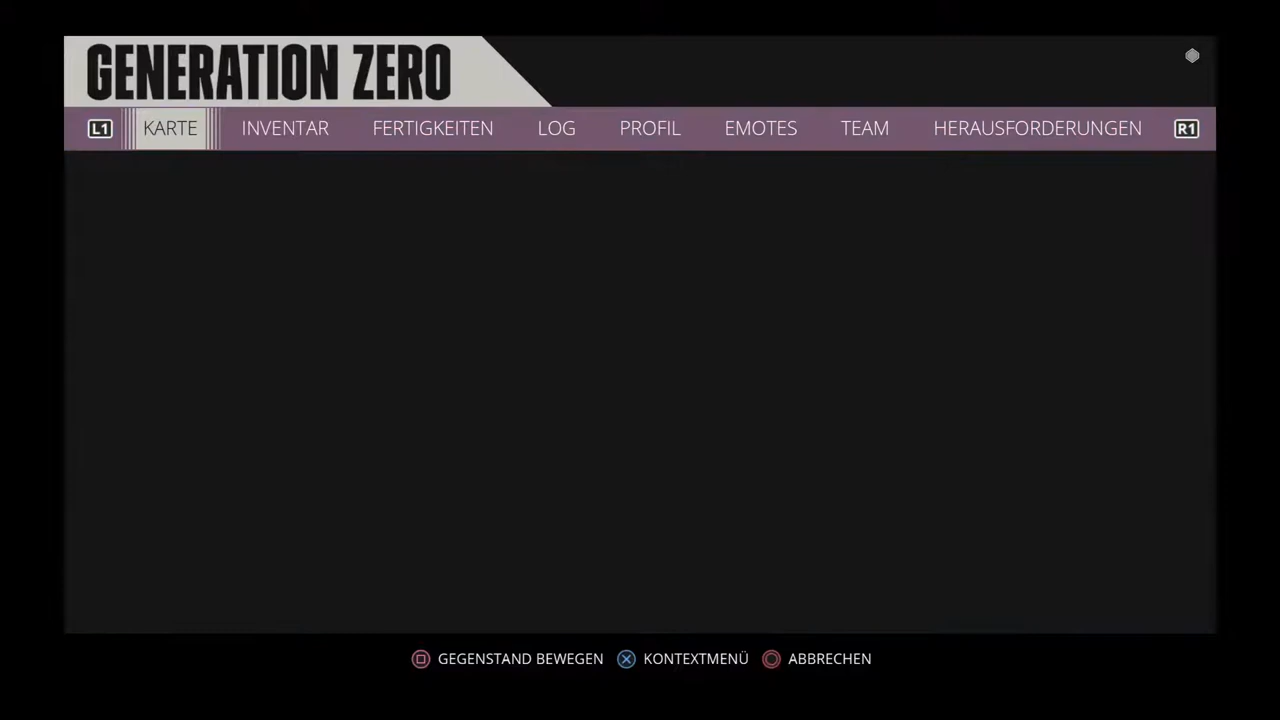 GENERATION ZERO
L1 KARTE INVENTAR FERTIGKEITEN LOG PROFIL EMOTES TEAM HERAUSFORDERUNGEN R1
GEGENSTAND BEWEGEN KONTEXTMENÜ ABBRECHEN